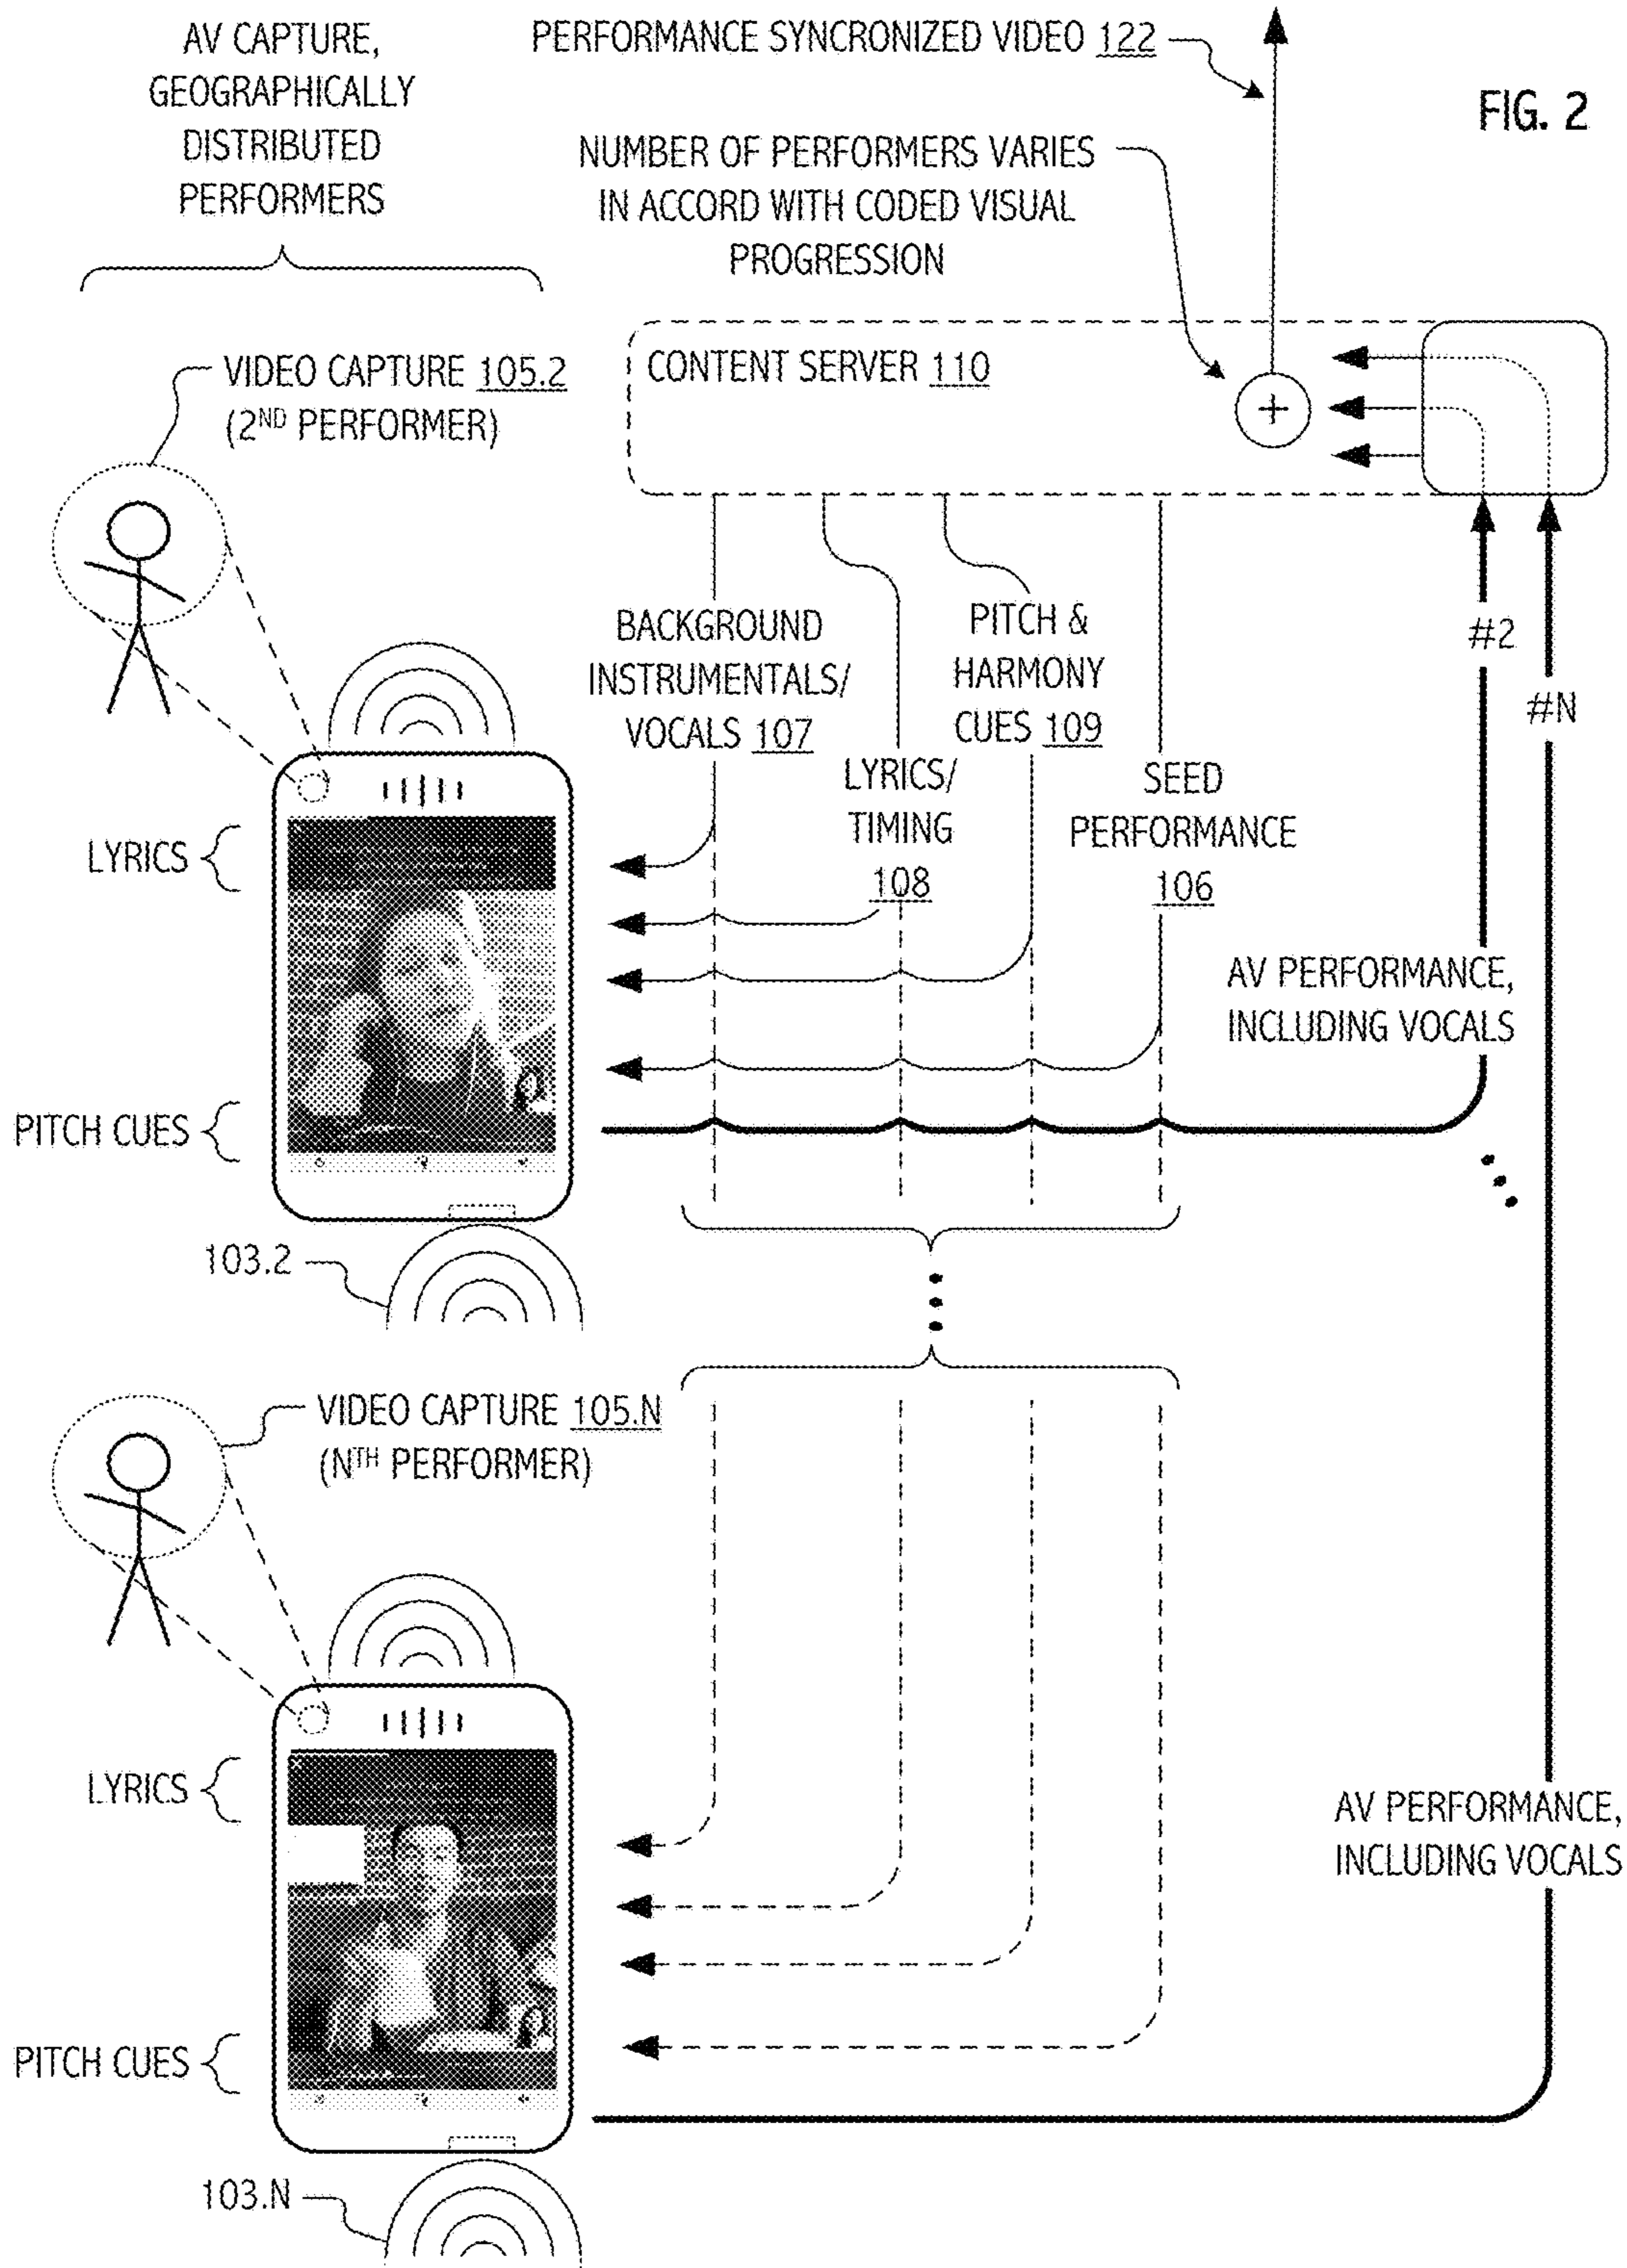 AV CAPTURE,
GEOGRAPHICALLY
DISTRIBUTED
PERFORMERS
PERFORMANCE SYNCRONIZED VIDEO 122
FIG. 2
NUMBER OF PERFORMERS VARIES
IN ACCORD WITH CODED VISUAL
PROGRESSION
VIDEO CAPTURE 105.2
(2ND PERFORMER)
CONTENT SERVER 110
+
BACKGROUND
INSTRUMENTALS/
VOCALS 107
LYRICS/
TIMING
108
PITCH &
HARMONY
CUES 109
SEED
PERFORMANCE
106
#2
#N
LYRICS
AV PERFORMANCE,
INCLUDING VOCALS
PITCH CUES
103.2
VIDEO CAPTURE 105.N
(NTH PERFORMER)
LYRICS
AV PERFORMANCE,
INCLUDING VOCALS
PITCH CUES
103.N